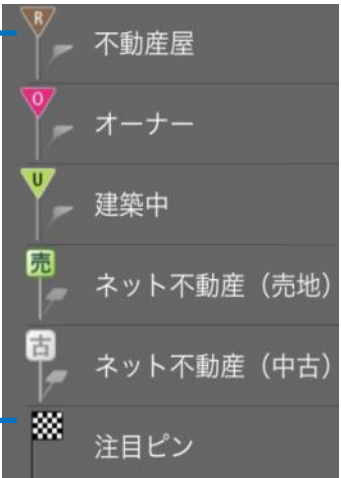 R 不動産屋
O オーナー
U 建築中
売 ネット不動産（売地）
古 ネット不動産（中古）
注目ピン